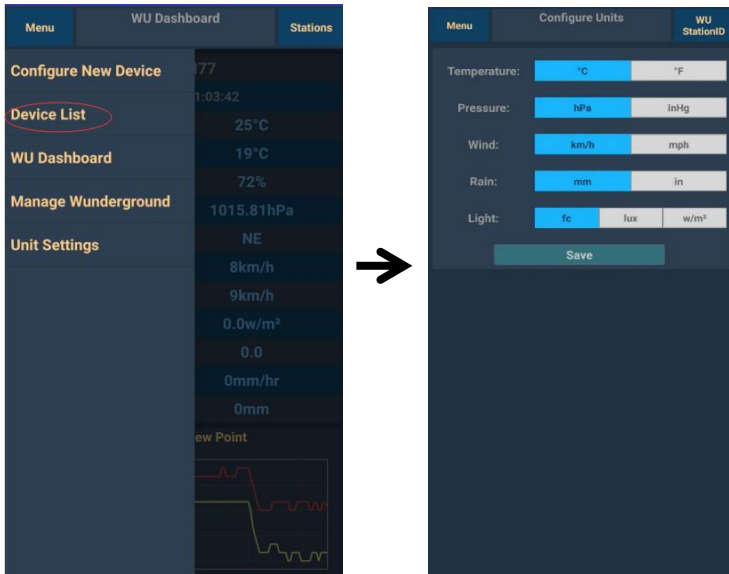 Menu
WU Dashboard
Stations
Configure New Device
I77
Device List
1:03:42
25°C
WU Dashboard
19°C
72%
Manage Wunderground
1015.81hPa
Unit Settings
NE
8km/h
9km/h
0.0w/m²
0.0
0mm/hr
0mm
ew Point
Menu
Configure Units
WU
StationID
Temperature: °C °F
Pressure: hPa inHg
Wind: km/h mph
Rain: mm in
Light: fc lux w/m²
Save